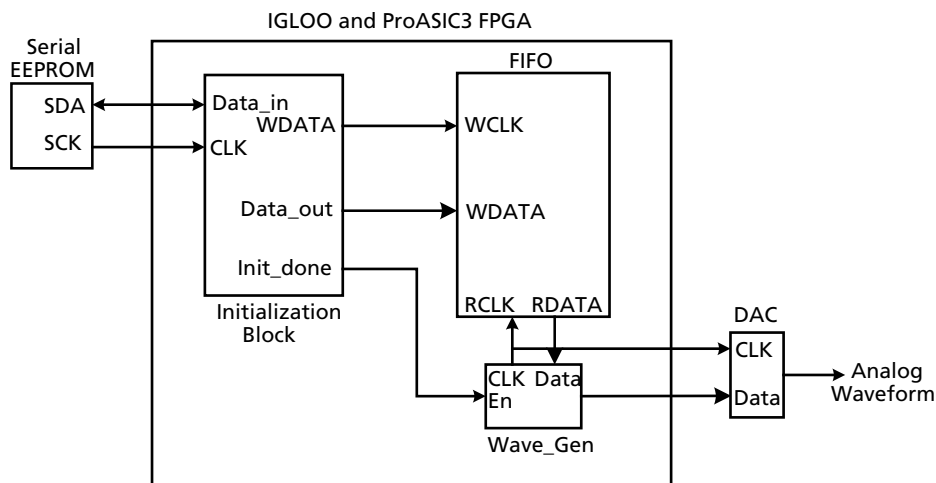 IGLOO and ProASIC3 FPGA
Serial
EEPROM
SDA
SCK
Data_in
WDATA
CLK
Data_out
Init_done
Initialization
Block
FIFO
WCLK
WDATA
RCLK RDATA
CLK Data
En
Wave_Gen
DAC
CLK
Data
Analog
Waveform